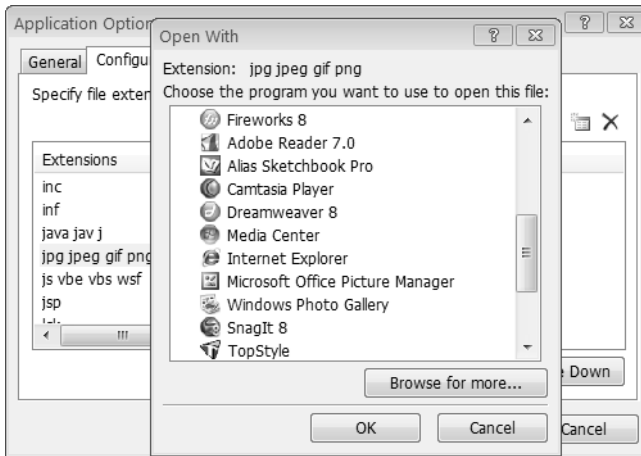 Application Option
Open With
General Configu
Extension: jpg jpeg gif png
Specify file exten
Choose the program you want to use to open this file:
Fireworks 8
Adobe Reader 7.0
Alias Sketchbook Pro
Camtasia Player
Dreamweaver 8
Media Center
Internet Explorer
Microsoft Office Picture Manager
Windows Photo Gallery
SnagIt 8
TopStyle
Extensions
inc
inf
java jav j
jpg jpeg gif png
js vbe vbs wsf
jsp
Browse for more...
Down
OK Cancel
Cancel